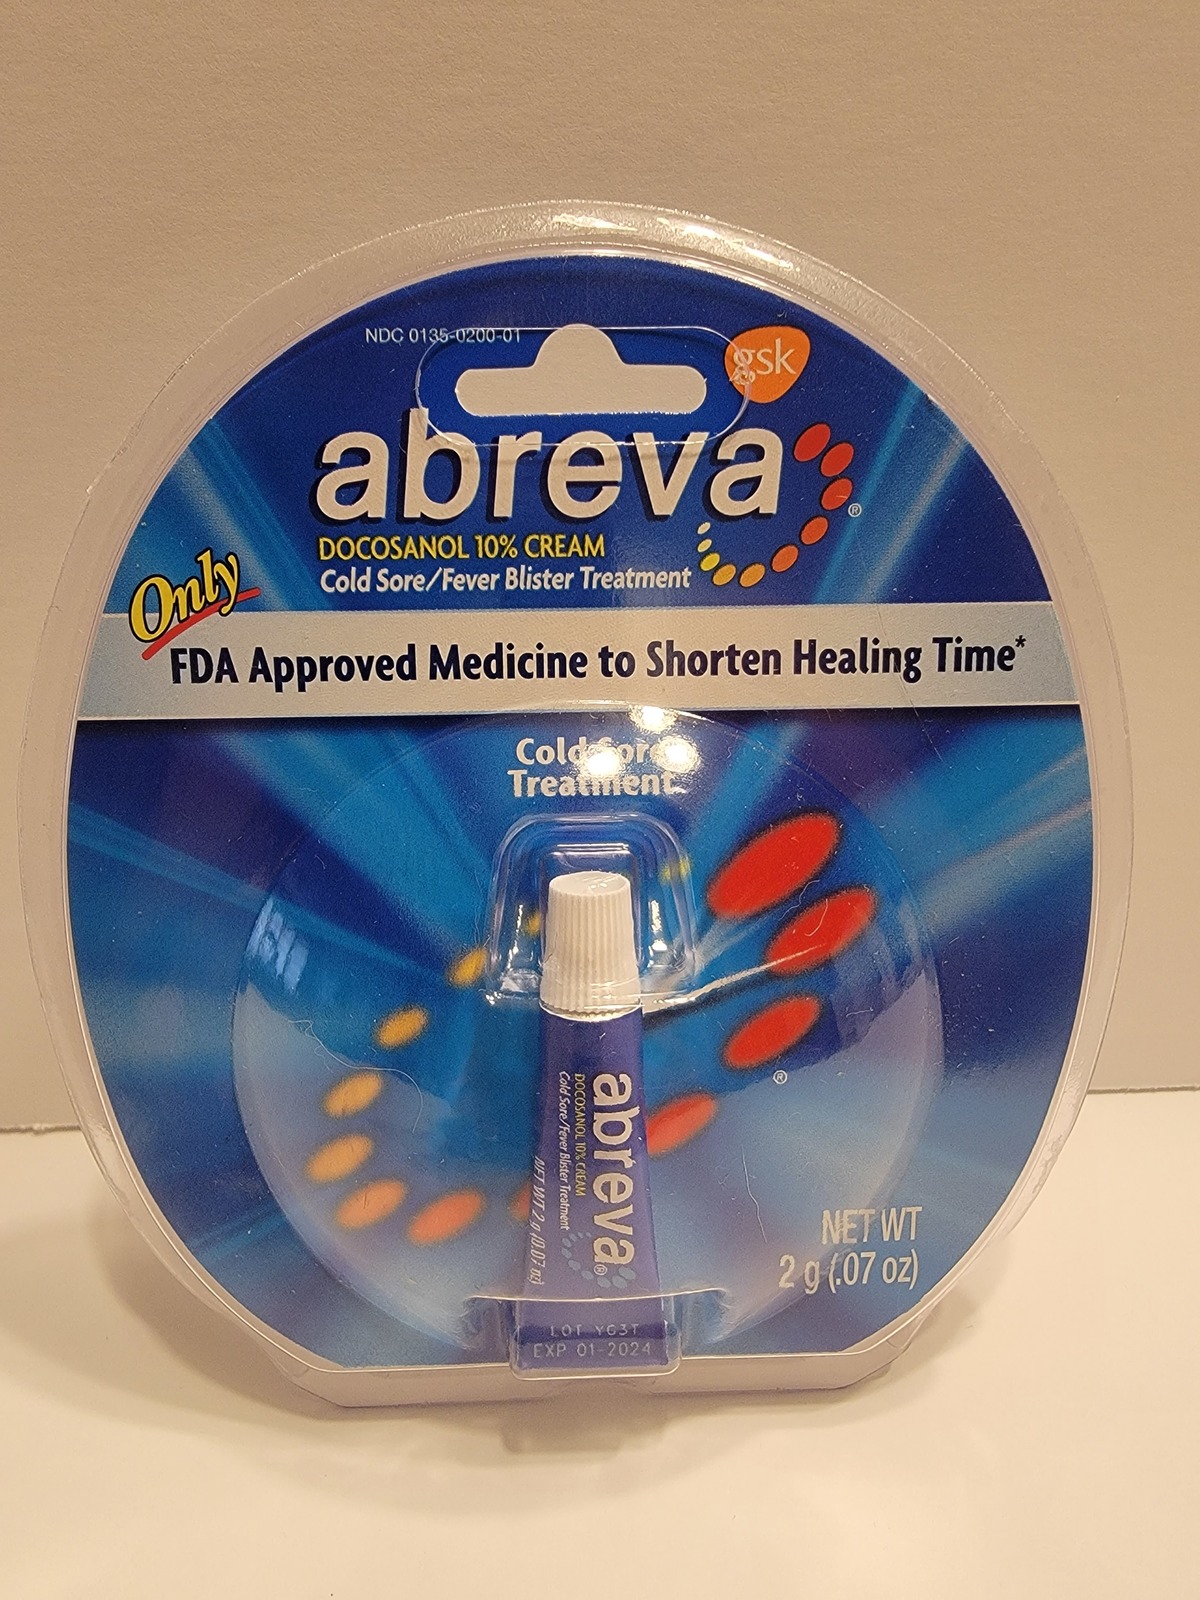 NDC 0135-0200-01
gsk
abreva
®
DOCOSANOL 10% CREAM
Cold Sore/Fever Blister Treatment
Only
FDA Approved Medicine to Shorten Healing Time*
Cold Sore
Treatment
®
abreva®
DOCOSANOL 10% CREAM
Cold Sore/Fever Blister Treatment
NET WT 2 g (0.07 oz)
NET WT
2 g (.07 oz)
LOT YG3T
EXP 01-2024